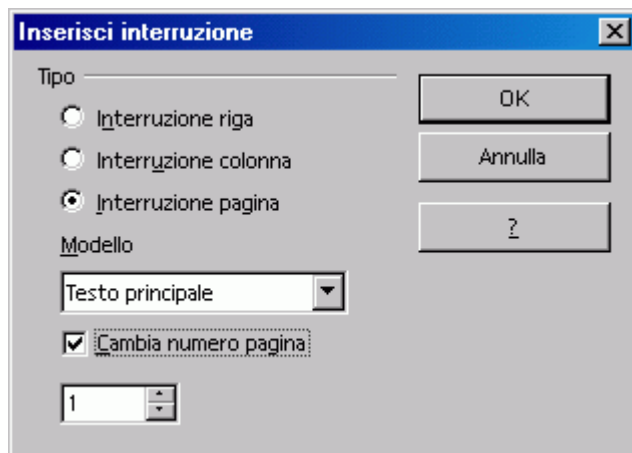 Inserisci interruzione
Tipo
Interruzione riga
Interruzione colonna
Interruzione pagina
Modello
Testo principale
Cambia numero pagina
1
OK
Annulla
?